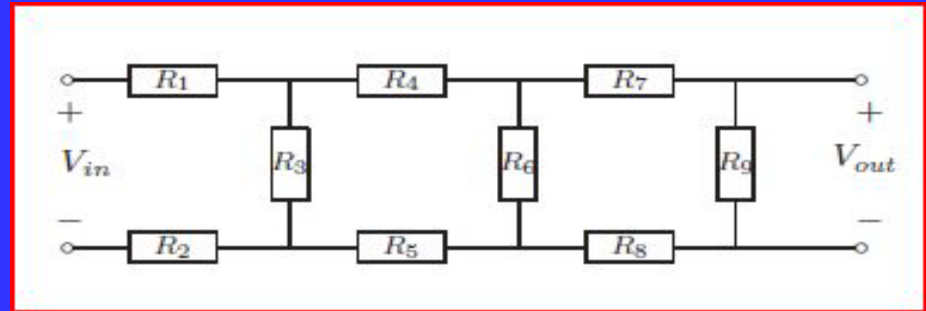 R1 R4 R7
+ +
Vin R3 R6 R9 Vout
− −
R2 R5 R8